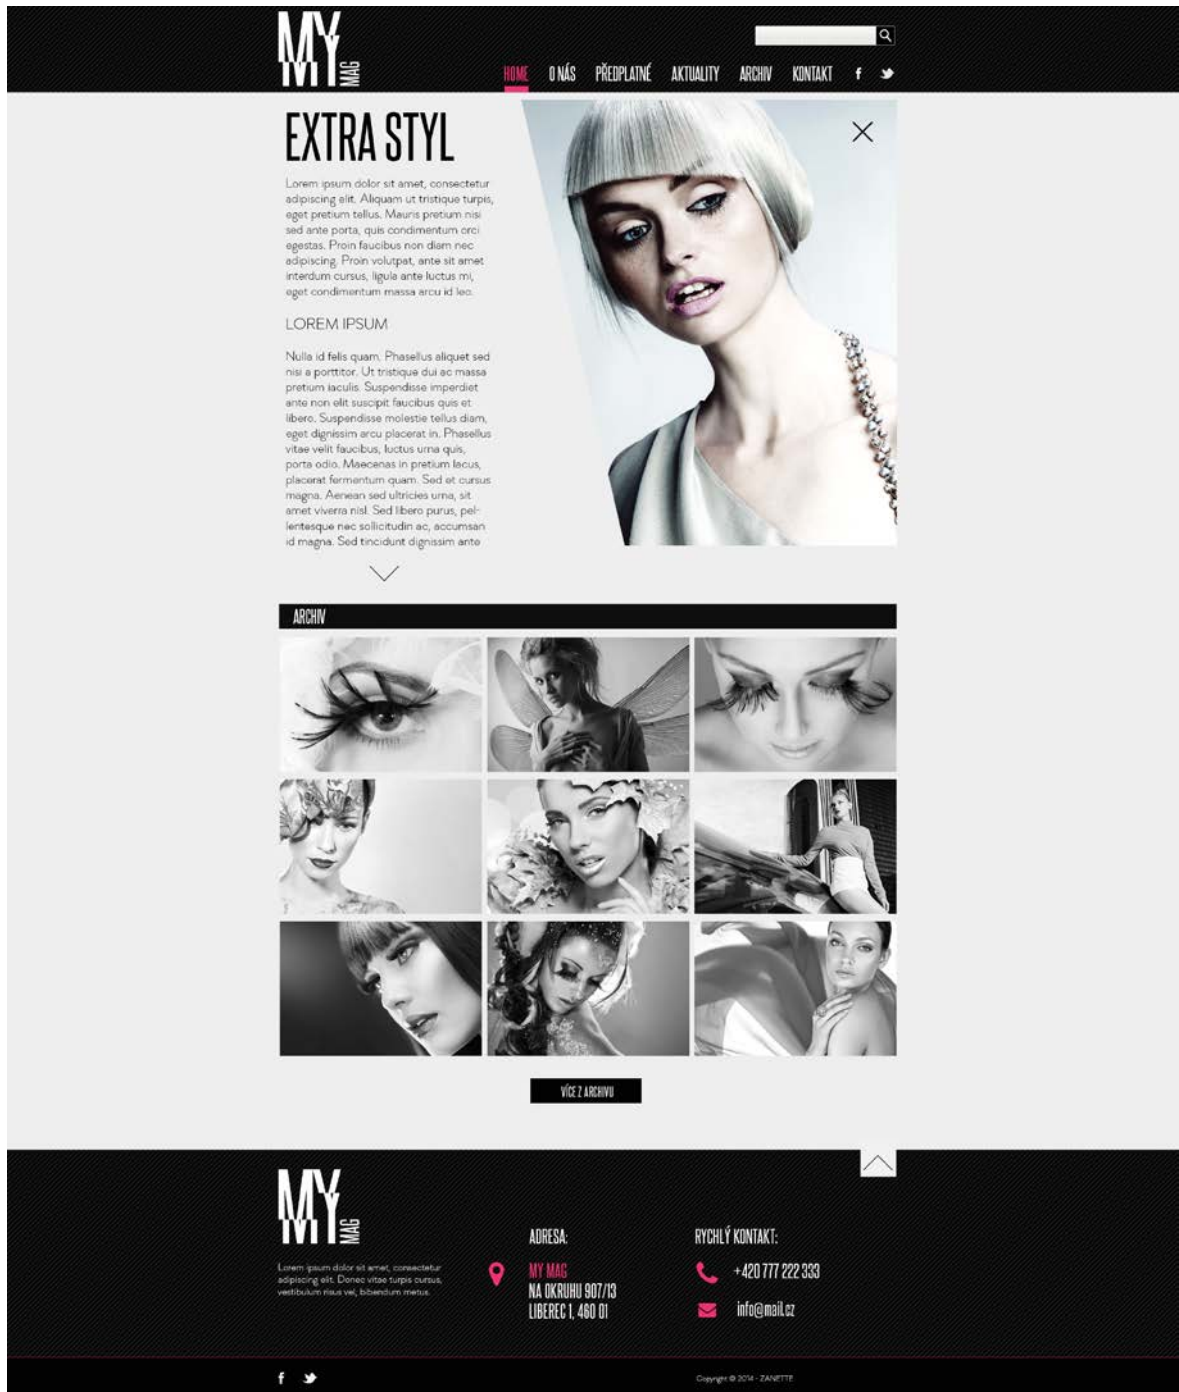 MY
MAG
HOME O NÁS PŘEDPLATNÉ AKTUALITY ARCHIV KONTAKT
EXTRA STYL
Lorem ipsum dolor sit amet, consectetur
adipiscing elit. Aliquam ut tristique turpis,
eget pretium tellus. Mauris pretium nisi
sed ante porta, quis condimentum orci
egestas. Proin faucibus non diam nec
adipiscing. Proin volutpat, ante sit amet
interdum cursus, ligula ante luctus mi,
eget condimentum massa arcu id leo.
LOREM IPSUM
Nulla id felis quam. Phasellus aliquet sed
nisi a porttitor. Ut tristique dui ac massa
pretium iaculis. Suspendisse imperdiet
ante non elit suscipit faucibus quis et
libero. Suspendisse molestie tellus diam,
eget dignissim arcu placerat in. Phasellus
vitae velit faucibus, luctus urna quis,
porta odio. Maecenas in pretium lacus,
placerat fermentum quam. Sed et cursus
magna. Aenean sed ultricies urna, sit
amet viverra nisl. Sed libero purus, pel-
lentesque nec sollicitudin ac, accumsan
id magna. Sed tincidunt dignissim ante
ARCHIV
VÍCE Z ARCHIVU
MY
MAG
Lorem ipsum dolor sit amet, consectetur
adipiscing elit. Donec vitae turpis cursus,
vestibulum risus vel, bibendum metus.
ADRESA:
MY MAG
NA OKRUHU 907/13
LIBEREC 1, 460 01
RYCHLÝ KONTAKT:
+420 777 222 333
info@mail.cz
Copyright © 2014 - ZANETTE